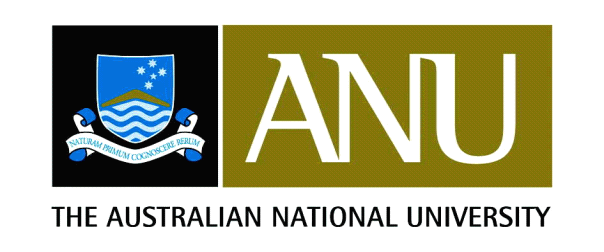 NATURAM PRIMUM COGNOSCERE RERUM
ANU
THE AUSTRALIAN NATIONAL UNIVERSITY